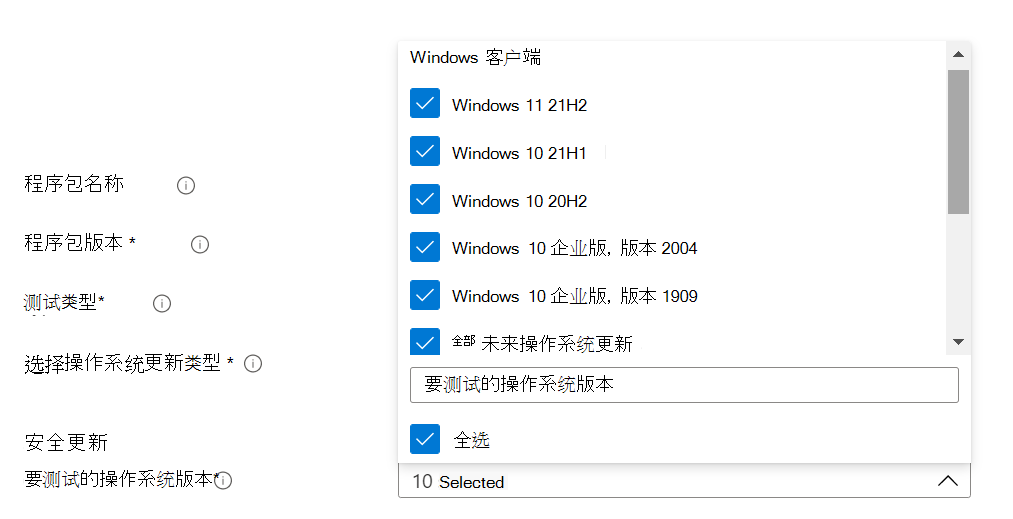 Windows 客户端
Windows 11 21H2
Windows 10 21H1
Windows 10 20H2
Windows 10 企业版, 版本 2004
Windows 10 企业版, 版本 1909
全部 未来操作系统更新
要测试的操作系统版本
全选
程序包名称
程序包版本 *
测试类型*
选择操作系统更新类型 *
安全更新
要测试的操作系统版本*
10 Selected